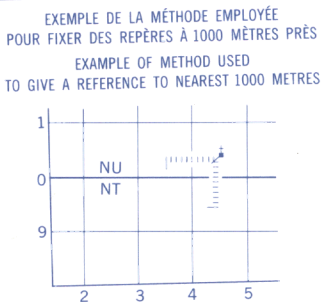 EXEMPLE DE LA MÉTHODE EMPLOYÉE
POUR FIXER DES REPÈRES À 1000 MÈTRES PRÈS
EXAMPLE OF METHOD USED
TO GIVE A REFERENCE TO NEAREST 1000 METRES
1
NU
0
NT
9
2 3 4 5